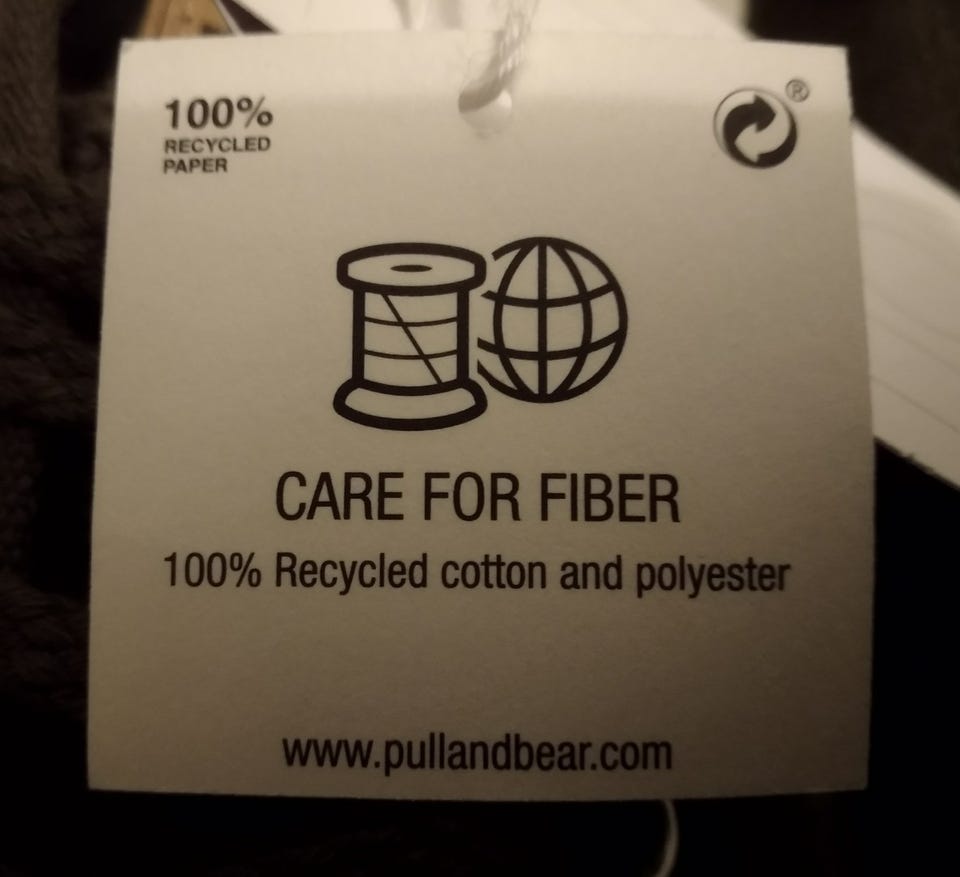 100%
RECYCLED
PAPER
®
CARE FOR FIBER
100% Recycled cotton and polyester
www.pullandbear.com